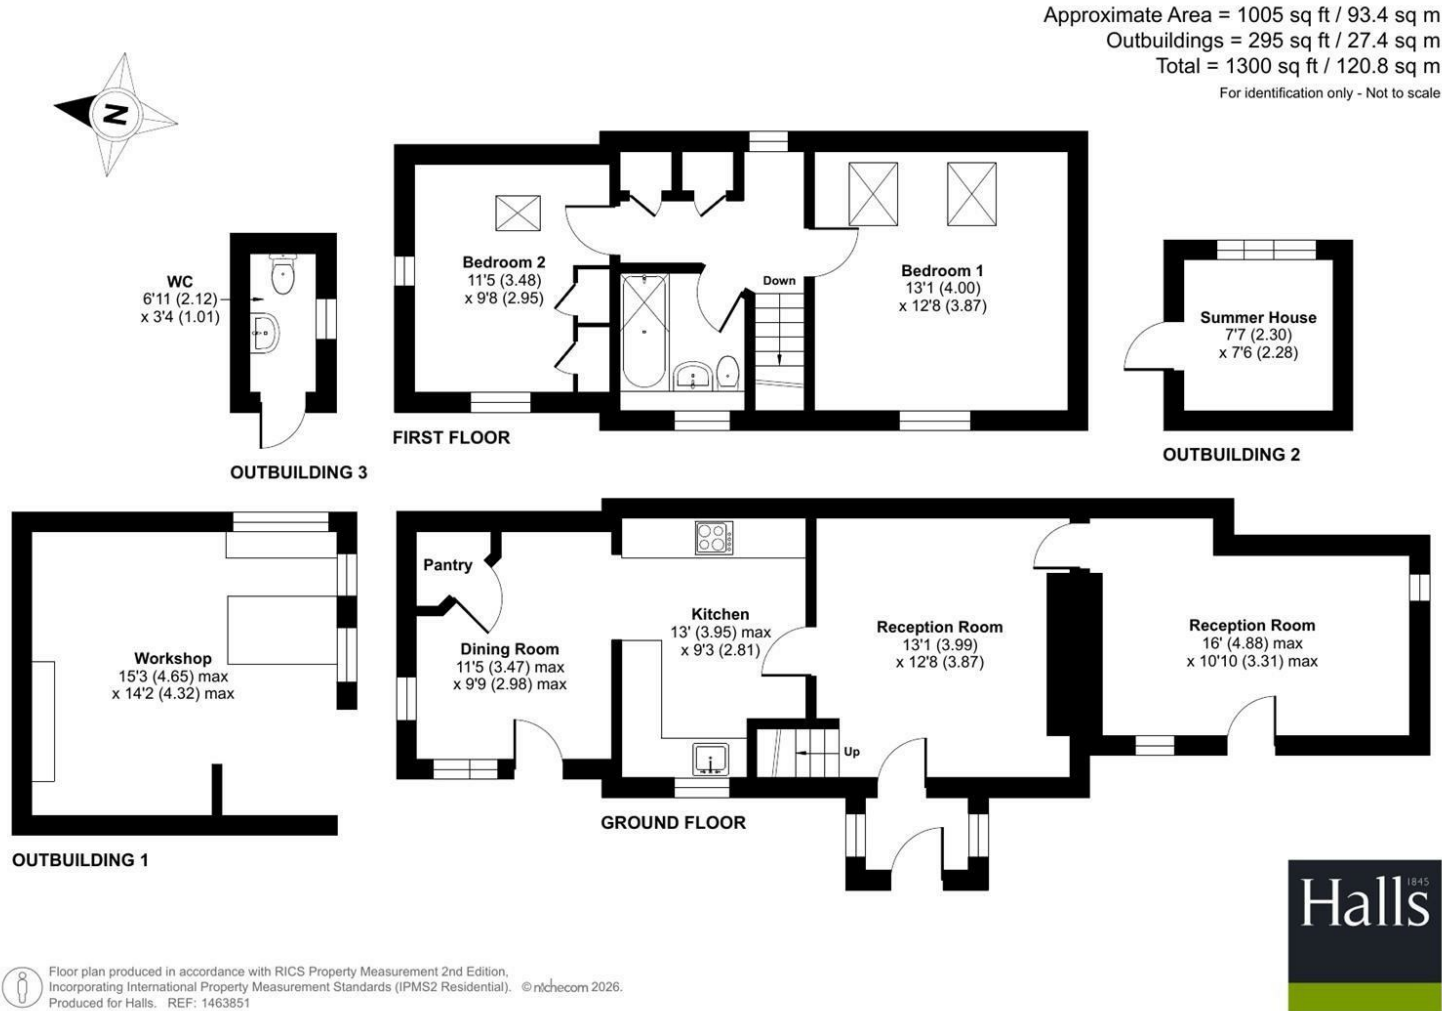 Approximate Area = 1005 sq ft / 93.4 sq m
Outbuildings = 295 sq ft / 27.4 sq m
Total = 1300 sq ft / 120.8 sq m
For identification only - Not to scale
N
WC
6'11 (2.12)
x 3'4 (1.01)
OUTBUILDING 3
Bedroom 2
11'5 (3.48)
x 9'8 (2.95)
Down
Bedroom 1
13'1 (4.00)
x 12'8 (3.87)
FIRST FLOOR
Summer House
7'7 (2.30)
x 7'6 (2.28)
OUTBUILDING 2
Workshop
15'3 (4.65) max
x 14'2 (4.32) max
OUTBUILDING 1
Pantry
Dining Room
11'5 (3.47) max
x 9'9 (2.98) max
Kitchen
13' (3.95) max
x 9'3 (2.81)
Up
Reception Room
13'1 (3.99)
x 12'8 (3.87)
Reception Room
16' (4.88) max
x 10'10 (3.31) max
GROUND FLOOR
Halls 1845
Floor plan produced in accordance with RICS Property Measurement 2nd Edition,
Incorporating International Property Measurement Standards (IPMS2 Residential). © nichecom 2026.
Produced for Halls. REF: 1463851